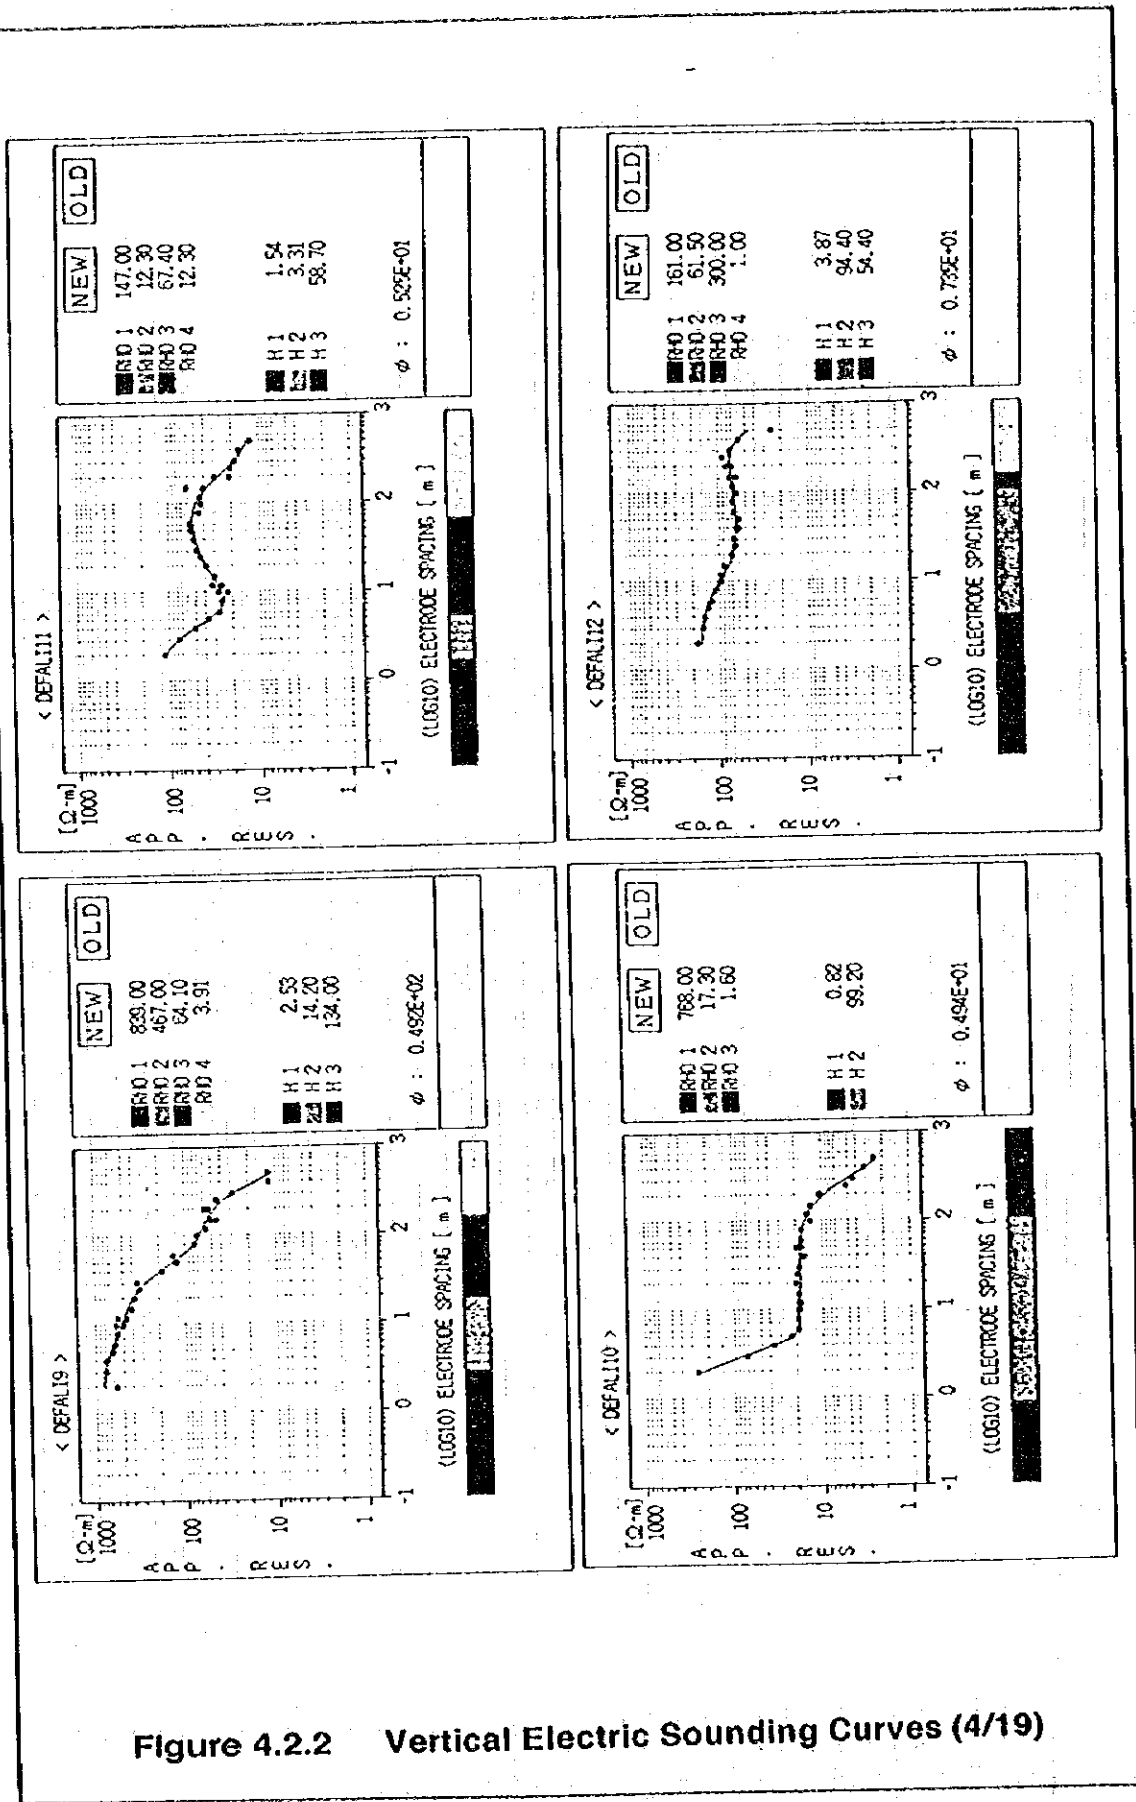 < DEFALI9 >
[Ω-m]
1000
100
10
1
APP. RES.
-1 0 1 2 3
(LOG10) ELECTRODE SPACING [ m ]
NEW OLD
RHO 1 839.00
RHO 2 467.00
RHO 3 64.10
RHO 4 3.91
H 1 2.53
H 2 14.20
H 3 134.00
φ : 0.492E+02
< DEFALI11 >
[Ω-m]
1000
100
10
1
APP. RES.
-1 0 1 2 3
(LOG10) ELECTRODE SPACING [ m ]
NEW OLD
RHO 1 147.00
RHO 2 12.30
RHO 3 67.40
RHO 4 12.30
H 1 1.54
H 2 3.31
H 3 58.70
φ : 0.525E+01
< DEFALI10 >
[Ω-m]
1000
100
10
1
APP. RES.
-1 0 1 2 3
(LOG10) ELECTRODE SPACING [ m ]
NEW OLD
RHO 1 768.00
RHO 2 17.30
RHO 3 1.60
H 1 0.82
H 2 99.20
φ : 0.494E+01
< DEFALI12 >
[Ω-m]
1000
100
10
1
APP. RES.
-1 0 1 2 3
(LOG10) ELECTRODE SPACING [ m ]
NEW OLD
RHO 1 161.00
RHO 2 61.50
RHO 3 300.00
RHO 4 1.00
H 1 3.87
H 2 94.40
H 3 54.40
φ : 0.735E+01
Figure 4.2.2 Vertical Electric Sounding Curves (4/19)